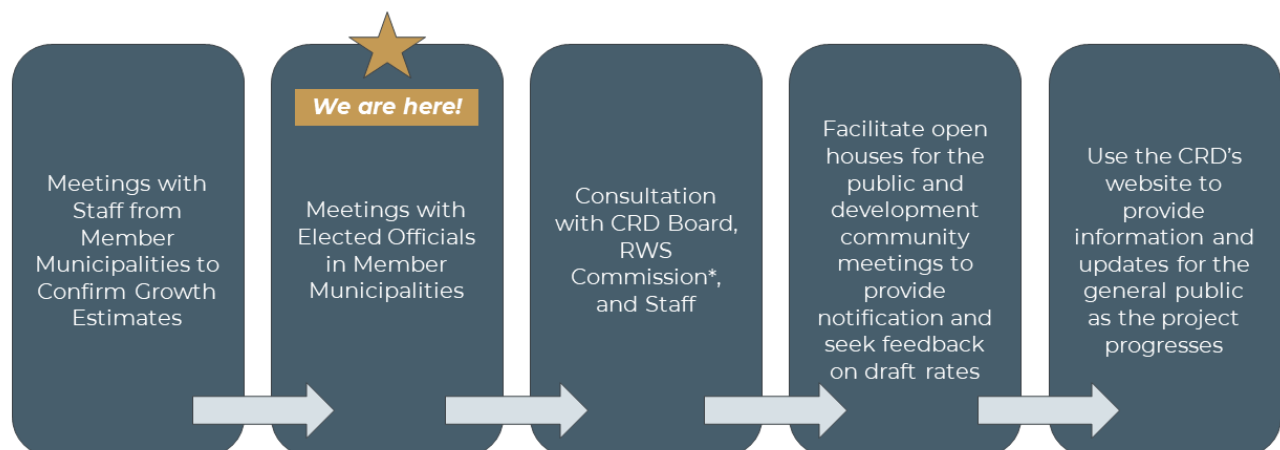 We are here!
Meetings with
Staff from
Member
Municipalities to
Confirm Growth
Estimates
Meetings with
Elected Officials
in Member
Municipalities
Consultation
with CRD Board,
RWS
Commission*,
and Staff
Facilitate open
houses for the
public and
development
community
meetings to
provide
notification and
seek feedback
on draft rates
Use the CRD’s
website to
provide
information and
updates for the
general public
as the project
progresses